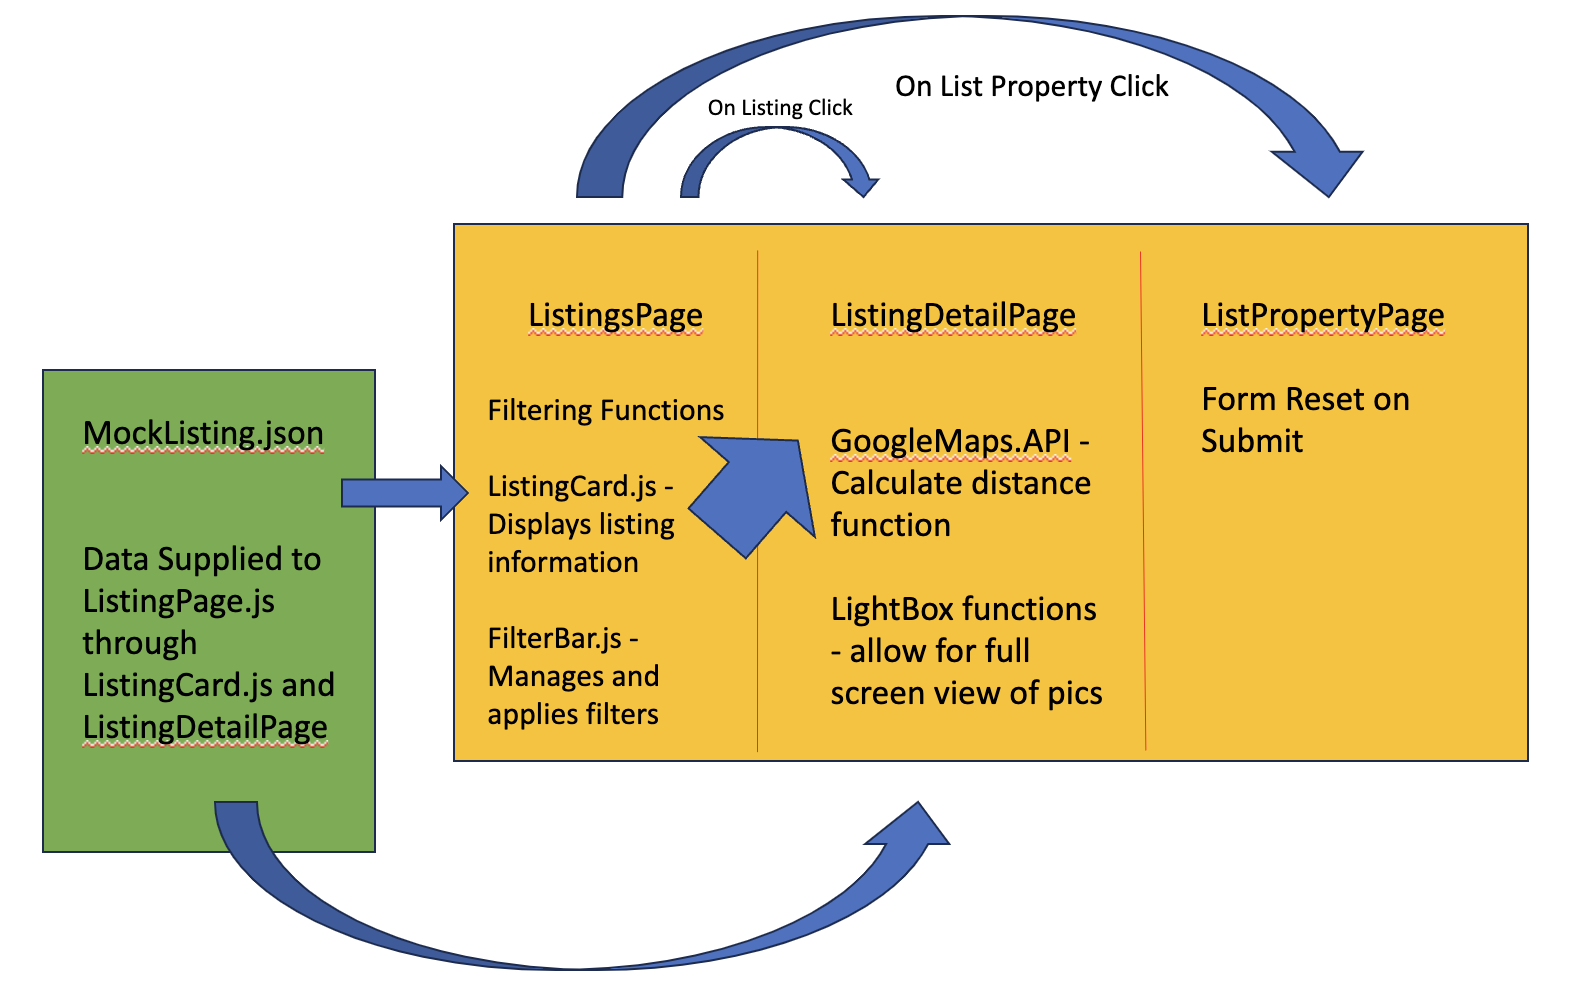 On List Property Click
On Listing Click
MockListing.json
Data Supplied to
ListingPage.js
through
ListingCard.js and
ListingDetailPage
ListingsPage
Filtering Functions
ListingCard.js -
Displays listing
information
FilterBar.js -
Manages and
applies filters
ListingDetailPage
GoogleMaps.API -
Calculate distance
function
LightBox functions
- allow for full
screen view of pics
ListPropertyPage
Form Reset on
Submit